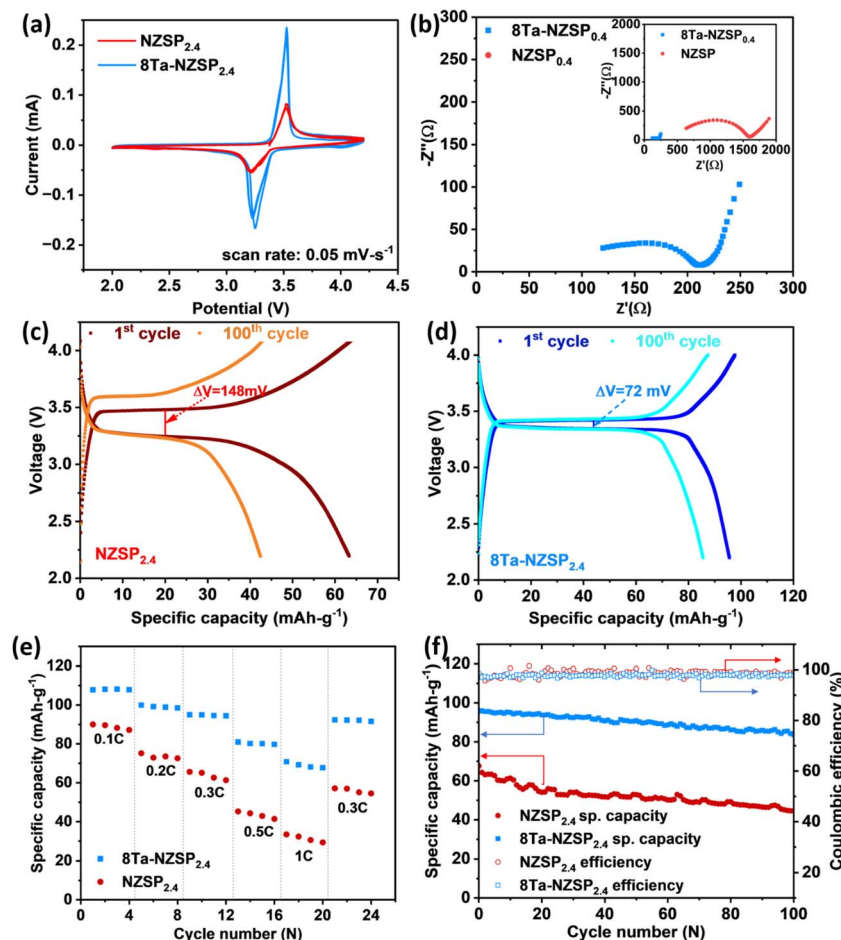 (a)
NZSP2.4
8Ta-NZSP2.4
0.2
0.1
0.0
−0.1
−0.2
Current (mA)
scan rate: 0.05 mV-s-1
2.0 2.5 3.0 3.5 4.0 4.5
Potential (V)
(b)
8Ta-NZSP0.4
NZSP0.4
300
250
200
150
100
50
0
-Z''(Ω)
0 50 100 150 200 250 300
Z'(Ω)
8Ta-NZSP0.4
NZSP
2000
1500
1000
500
0
-Z''(Ω)
0 500 1000 1500 2000
Z'(Ω)
(c)
1st cycle
100th cycle
4.0
3.5
3.0
2.5
2.0
Voltage (V)
ΔV=148mV
NZSP2.4
0 10 20 30 40 50 60 70
Specific capacity (mAh-g-1)
(d)
1st cycle
100th cycle
4.0
3.5
3.0
2.5
2.0
Voltage (V)
ΔV=72 mV
8Ta-NZSP2.4
0 20 40 60 80 100 120
Specific capacity (mAh-g-1)
(e)
120
100
80
60
40
20
0
Specific capacity (mAh-g-1)
0.1C
0.2C
0.3C
0.5C
1C
0.3C
8Ta-NZSP2.4
NZSP2.4
0 4 8 12 16 20 24
Cycle number (N)
(f)
120
100
80
60
40
20
0
Specific capacity (mAh-g-1)
100
80
60
40
20
0
Coulombic efficiency (%)
NZSP2.4 sp. capacity
8Ta-NZSP2.4 sp. capacity
NZSP2.4 efficiency
8Ta-NZSP2.4 efficiency
0 20 40 60 80 100
Cycle number (N)